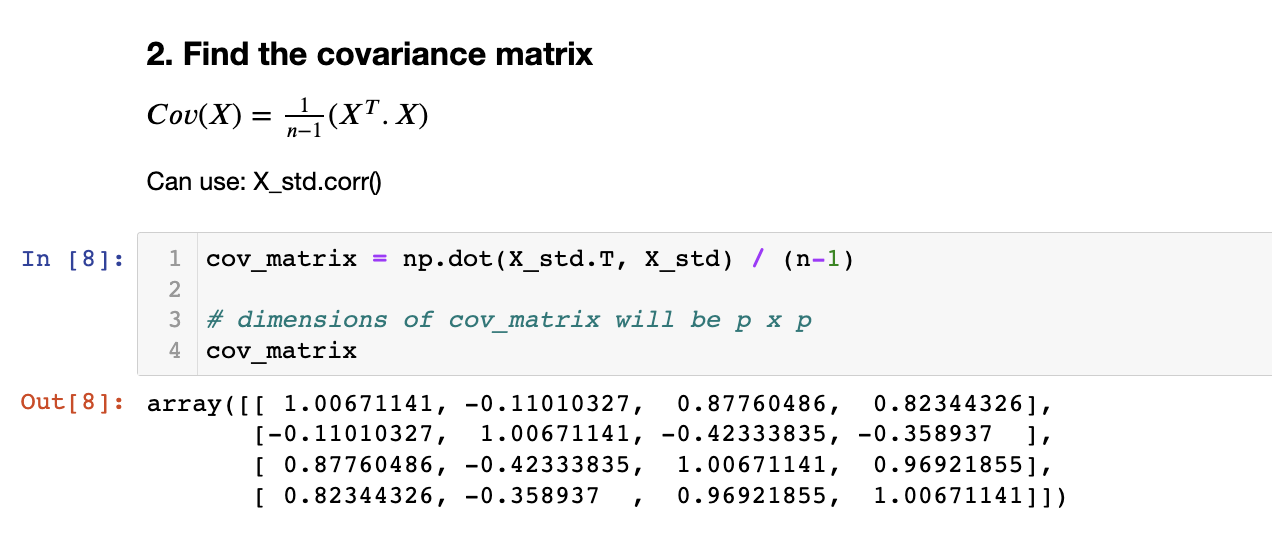 2. Find the covariance matrix
Cov(X) = 1/(n−1) (X^T . X)
Can use: X_std.corr()
In [8]: 1 cov_matrix = np.dot(X_std.T, X_std) / (n-1)
2
3 # dimensions of cov_matrix will be p x p
4 cov_matrix
Out[8]: array([[ 1.00671141, -0.11010327,  0.87760486,  0.82344326],
[-0.11010327,  1.00671141, -0.42333835, -0.358937  ],
[ 0.87760486, -0.42333835,  1.00671141,  0.96921855],
[ 0.82344326, -0.358937  ,  0.96921855,  1.00671141]])